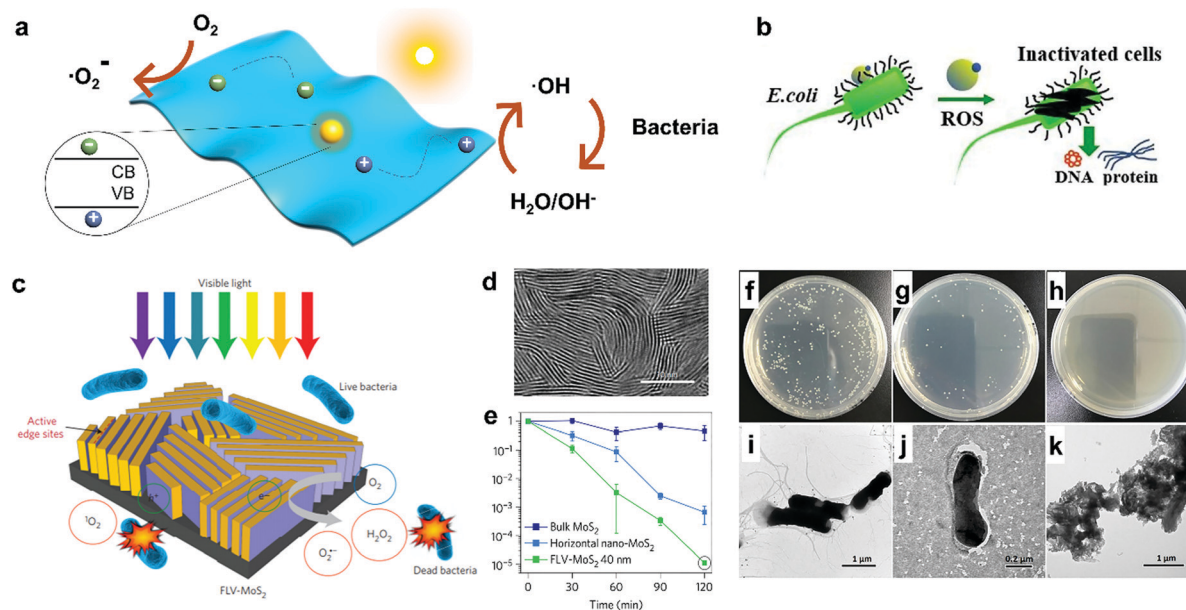 a
O₂
·O₂⁻
CB
VB
·OH
Bacteria
H₂O/OH⁻
b
E.coli
ROS
Inactivated cells
DNA protein
c
Visible light
Live bacteria
Active
edge sites
h⁺
e⁻
O₂
¹O₂
O₂•⁻
H₂O₂
Dead bacteria
FLV-MoS₂
d
e
1
10⁻¹
10⁻²
10⁻³
10⁻⁴
10⁻⁵
Bulk MoS₂
Horizontal nano-MoS₂
FLV-MoS₂ 40 nm
0 30 60 90 120
Time (min)
f
g
h
i
1 μm
j
0.2 μm
k
1 μm